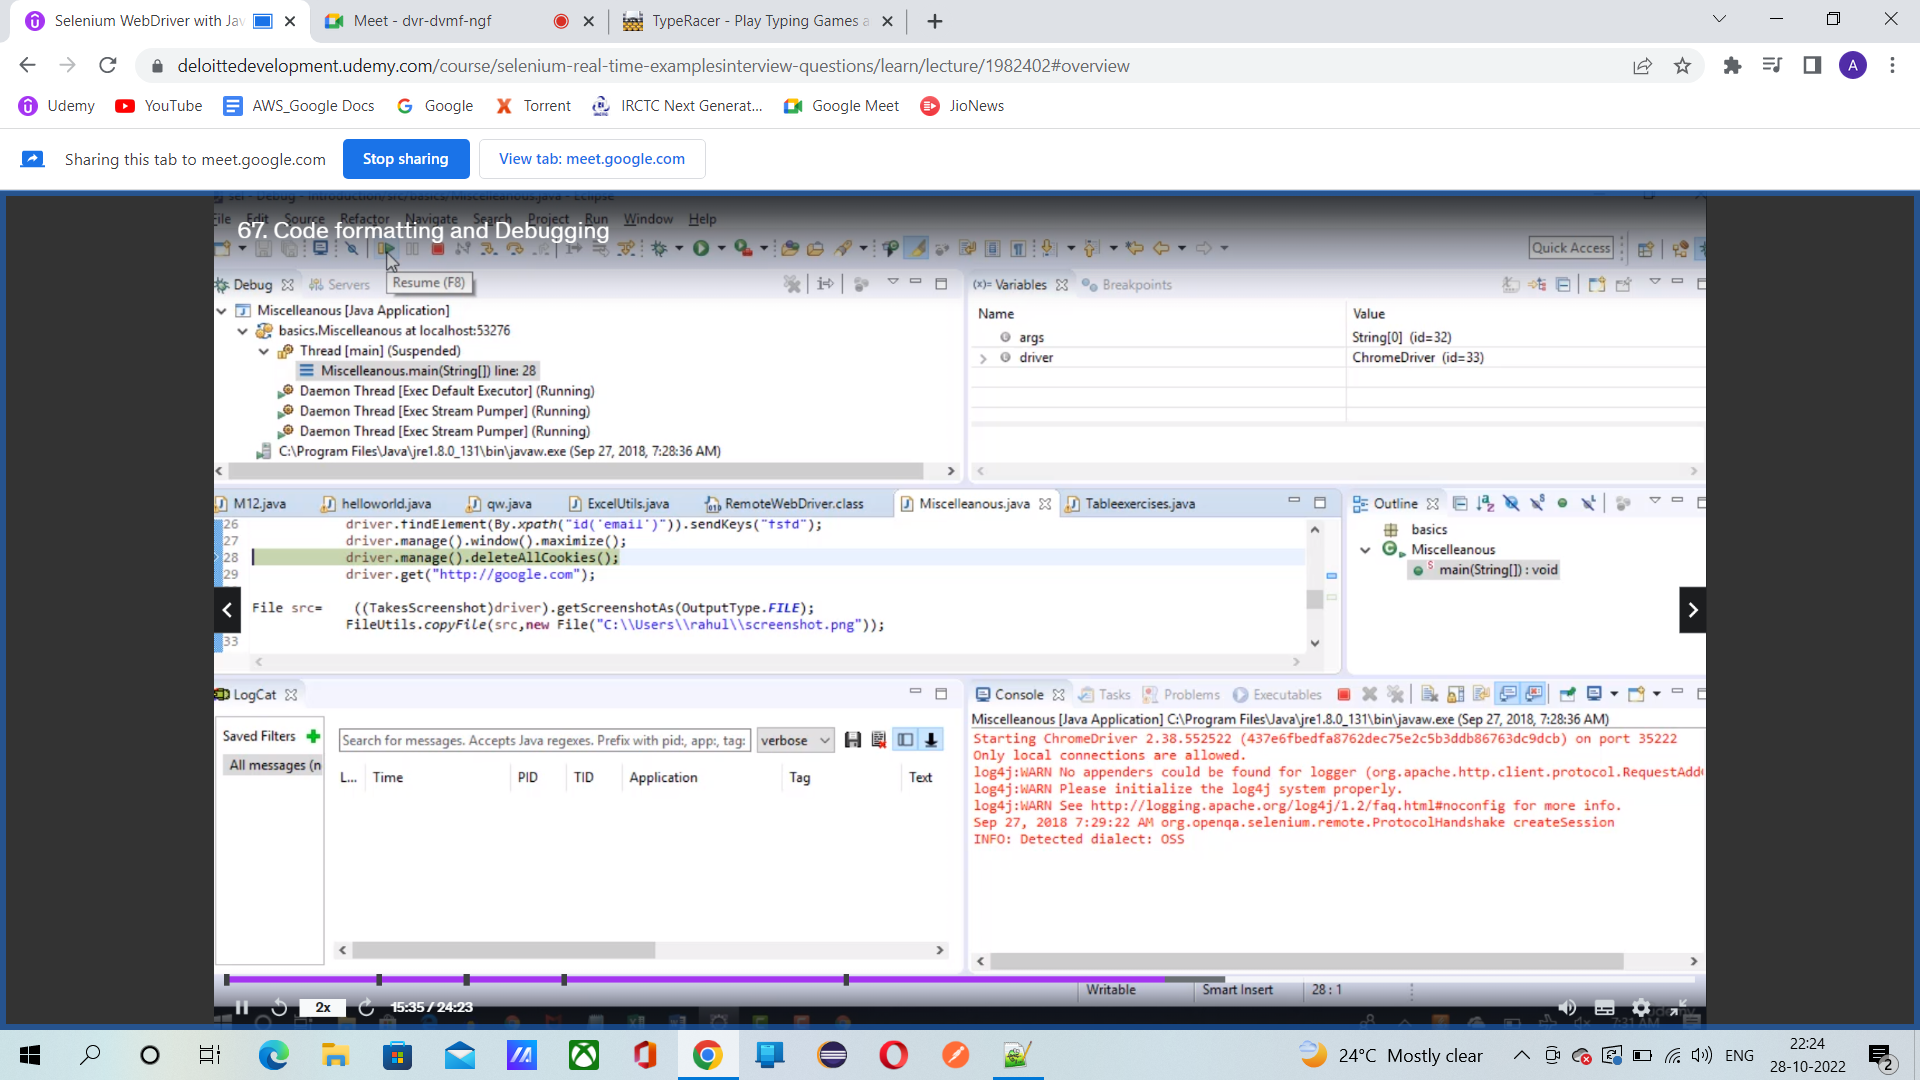 Selenium WebDriver with Jav
Meet - dvr-dvmf-ngf
TypeRacer - Play Typing Games a
deloittedevelopment.udemy.com/course/selenium-real-time-examplesinterview-questions/learn/lecture/1982402#overview
A
Udemy
YouTube
AWS_Google Docs
Google
Torrent
IRCTC Next Generat...
Google Meet
JioNews
Sharing this tab to meet.google.com
Stop sharing
View tab: meet.google.com
File Edit Source Refactor Navigate Search Project Run Window Help
67. Code formatting and Debugging
Quick Access
Resume (F8)
Debug
Servers
Miscelleanous [Java Application]
basics.Miscelleanous at localhost:53276
Thread [main] (Suspended)
Miscelleanous.main(String[]) line: 28
Daemon Thread [Exec Default Executor] (Running)
Daemon Thread [Exec Stream Pumper] (Running)
Daemon Thread [Exec Stream Pumper] (Running)
C:\Program Files\Java\jre1.8.0_131\bin\javaw.exe (Sep 27, 2018, 7:28:36 AM)
(x)= Variables
Breakpoints
Name Value
args String[0] (id=32)
driver ChromeDriver (id=33)
M12.java
helloworld.java
qw.java
ExcelUtils.java
RemoteWebDriver.class
Miscelleanous.java
Tableexercises.java
26 driver.findElement(By.xpath("id('email')")).sendKeys("fsfd");
27 driver.manage().window().maximize();
28 driver.manage().deleteAllCookies();
29 driver.get("http://google.com");
File src= ((TakesScreenshot)driver).getScreenshotAs(OutputType.FILE);
FileUtils.copyFile(src,new File("C:\\Users\\rahul\\screenshot.png"));
33
Outline
basics
Miscelleanous
main(String[]) : void
LogCat
Saved Filters
All messages (n
Search for messages. Accepts Java regexes. Prefix with pid:, app:, tag:
verbose
L... Time PID TID Application Tag Text
Console
Tasks
Problems
Executables
Miscelleanous [Java Application] C:\Program Files\Java\jre1.8.0_131\bin\javaw.exe (Sep 27, 2018, 7:28:36 AM)
Starting ChromeDriver 2.38.552522 (437e6fbedfa8762dec75e2c5b3ddb86763dc9dcb) on port 35222
Only local connections are allowed.
log4j:WARN No appenders could be found for logger (org.apache.http.client.protocol.RequestAdd
log4j:WARN Please initialize the log4j system properly.
log4j:WARN See http://logging.apache.org/log4j/1.2/faq.html#noconfig for more info.
Sep 27, 2018 7:29:22 AM org.openqa.selenium.remote.ProtocolHandshake createSession
INFO: Detected dialect: OSS
Writable
Smart Insert
28 : 1
2x
15:35 / 24:23
7:31 AM
24°C Mostly clear
ENG
22:24
28-10-2022
2